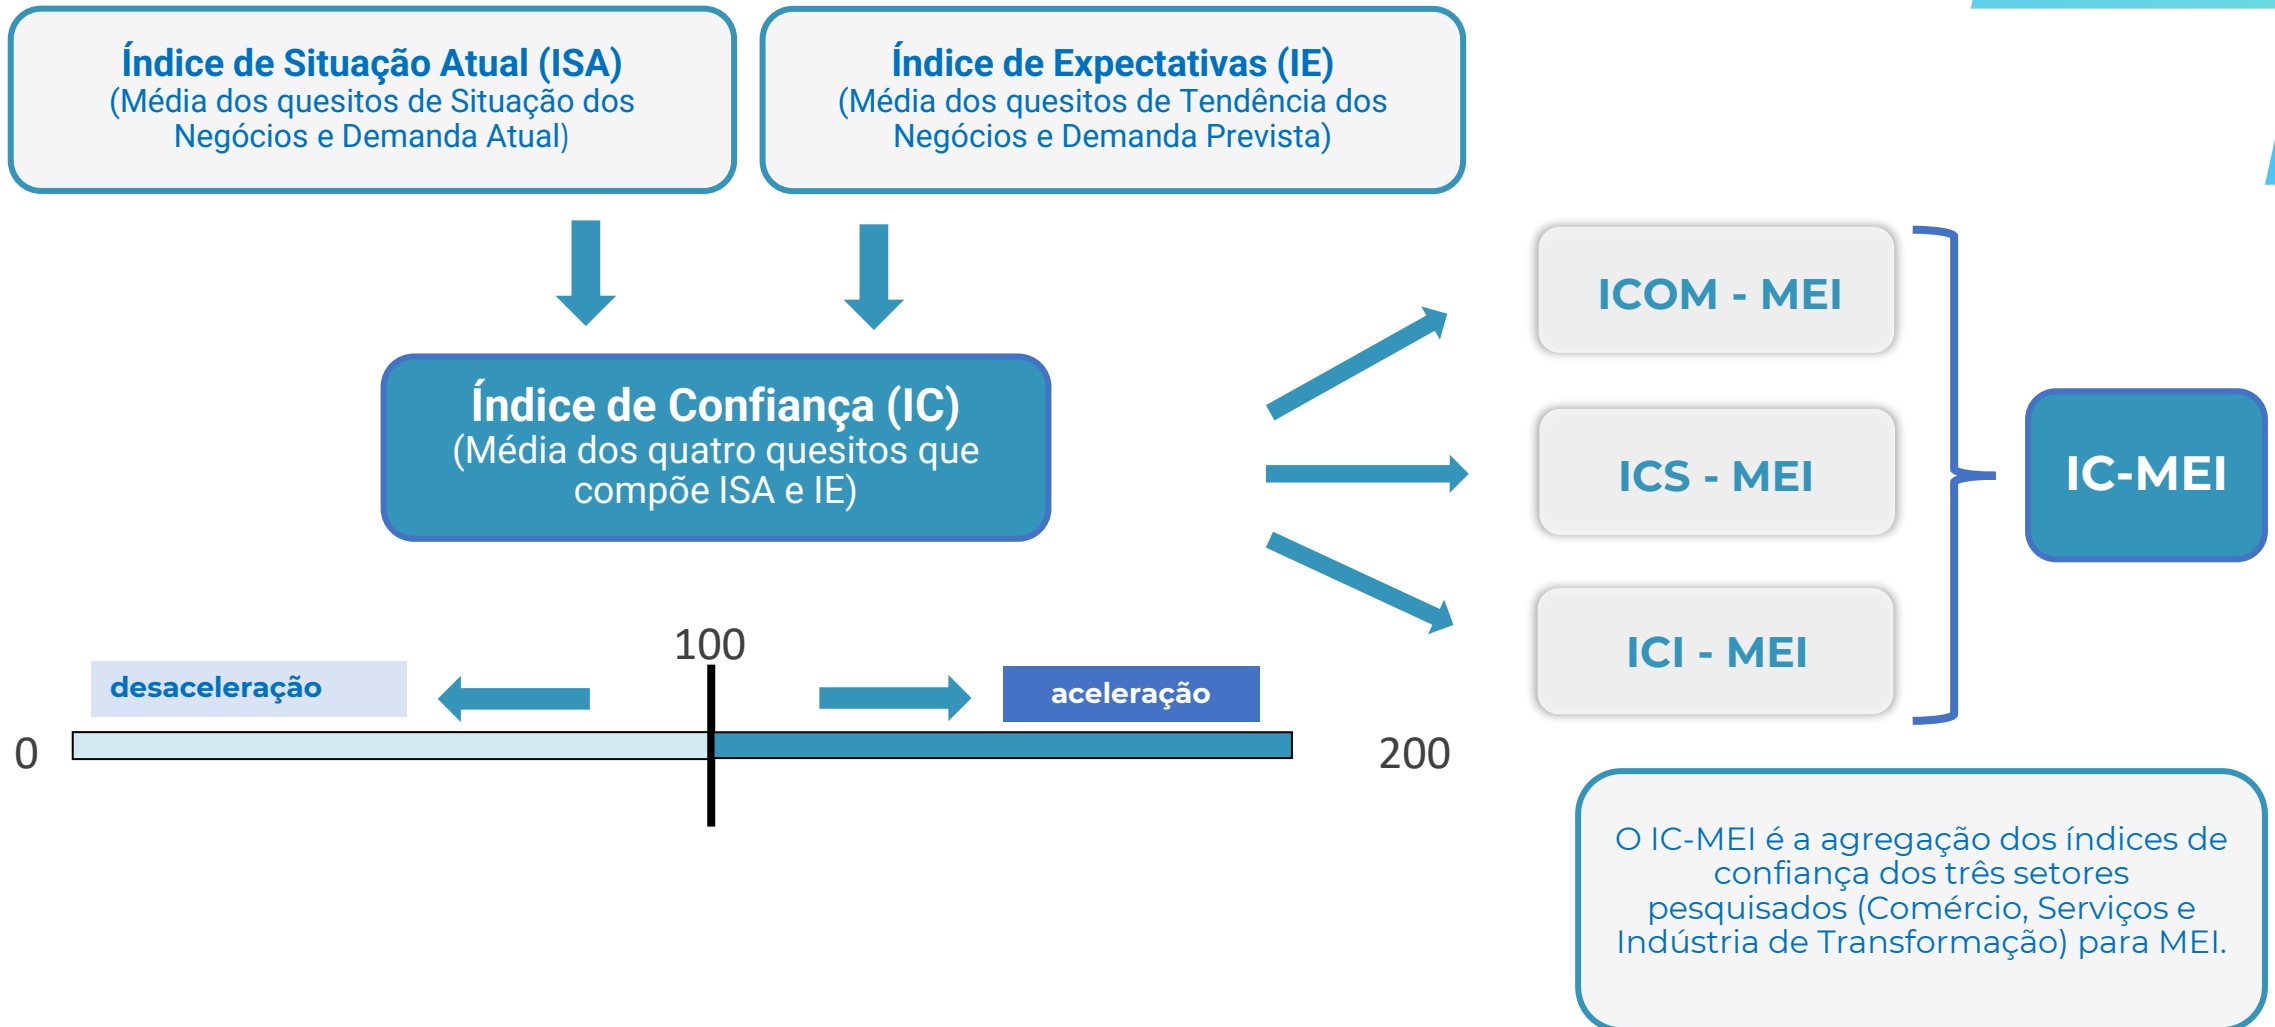 Índice de Situação Atual (ISA)
(Média dos quesitos de Situação dos
Negócios e Demanda Atual)
Índice de Expectativas (IE)
(Média dos quesitos de Tendência dos
Negócios e Demanda Prevista)
Índice de Confiança (IC)
(Média dos quatro quesitos que
compõe ISA e IE)
ICOM - MEI
ICS - MEI
ICI - MEI
IC-MEI
100
desaceleração
aceleração
0
200
O IC-MEI é a agregação dos índices de
confiança dos três setores
pesquisados (Comércio, Serviços e
Indústria de Transformação) para MEI.